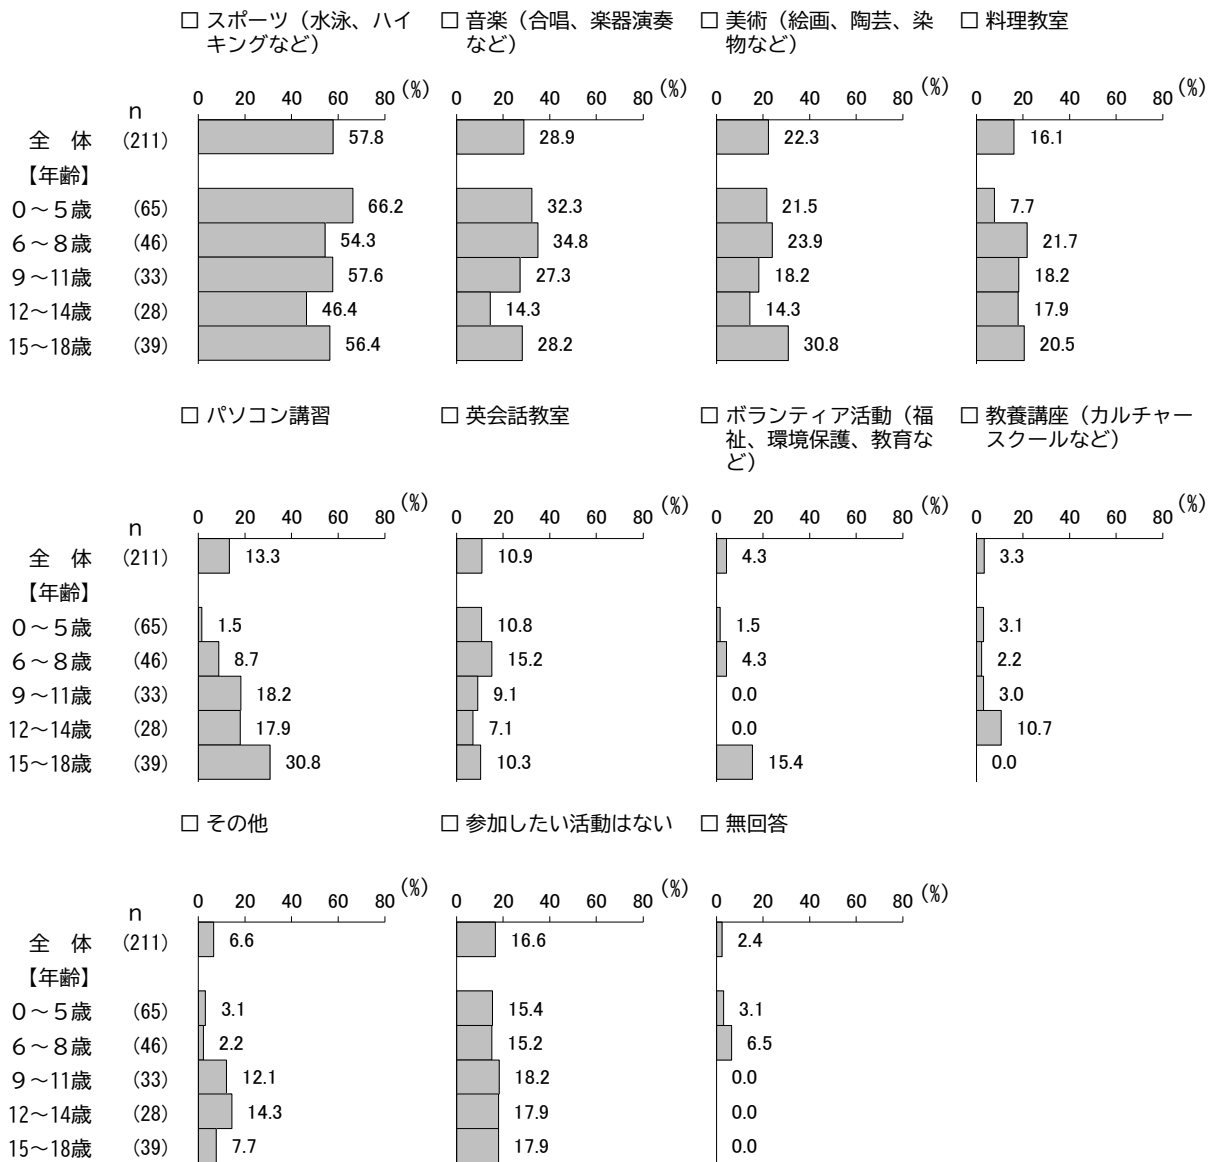 □ スポーツ（水泳、ハイ
キングなど）
□ 音楽（合唱、楽器演奏
など）
□ 美術（絵画、陶芸、染
物など）
□ 料理教室
n 0 20 40 60 80 (%) 0 20 40 60 80 (%) 0 20 40 60 80 (%) 0 20 40 60 80 (%)
全 体 (211) 57.8 28.9 22.3 16.1
【年齢】
０～５歳 (65) 66.2 32.3 21.5 7.7
６～８歳 (46) 54.3 34.8 23.9 21.7
９～11歳 (33) 57.6 27.3 18.2 18.2
12～14歳 (28) 46.4 14.3 14.3 17.9
15～18歳 (39) 56.4 28.2 30.8 20.5
□ パソコン講習
□ 英会話教室
□ ボランティア活動（福
祉、環境保護、教育な
ど）
□ 教養講座（カルチャー
スクールなど）
n 0 20 40 60 80 (%) 0 20 40 60 80 (%) 0 20 40 60 80 (%) 0 20 40 60 80 (%)
全 体 (211) 13.3 10.9 4.3 3.3
【年齢】
０～５歳 (65) 1.5 10.8 1.5 3.1
６～８歳 (46) 8.7 15.2 4.3 2.2
９～11歳 (33) 18.2 9.1 0.0 3.0
12～14歳 (28) 17.9 7.1 0.0 10.7
15～18歳 (39) 30.8 10.3 15.4 0.0
□ その他
□ 参加したい活動はない
□ 無回答
n 0 20 40 60 80 (%) 0 20 40 60 80 (%) 0 20 40 60 80 (%)
全 体 (211) 6.6 16.6 2.4
【年齢】
０～５歳 (65) 3.1 15.4 3.1
６～８歳 (46) 2.2 15.2 6.5
９～11歳 (33) 12.1 18.2 0.0
12～14歳 (28) 14.3 17.9 0.0
15～18歳 (39) 7.7 17.9 0.0